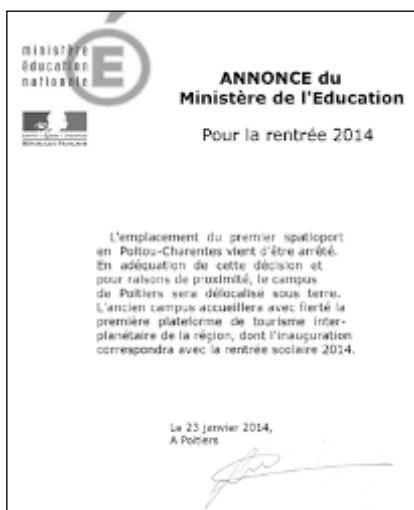 ministère
éducation
nationale
É
RÉPUBLIQUE FRANÇAISE
ANNONCE du
Ministère de l'Education
Pour la rentrée 2014
L'emplacement du premier spatioport
en Poitou-Charentes vient d'être arrêté.
En adéquation de cette décision et
pour raisons de proximité, le campus
de Poitiers sera délocalisé sous terre.
L'ancien campus accueillera avec fierté la
première plateforme de tourisme inter-
planétaire de la région, dont l'inauguration
correspondra avec la rentrée scolaire 2014.
Le 23 janvier 2014,
A Poitiers